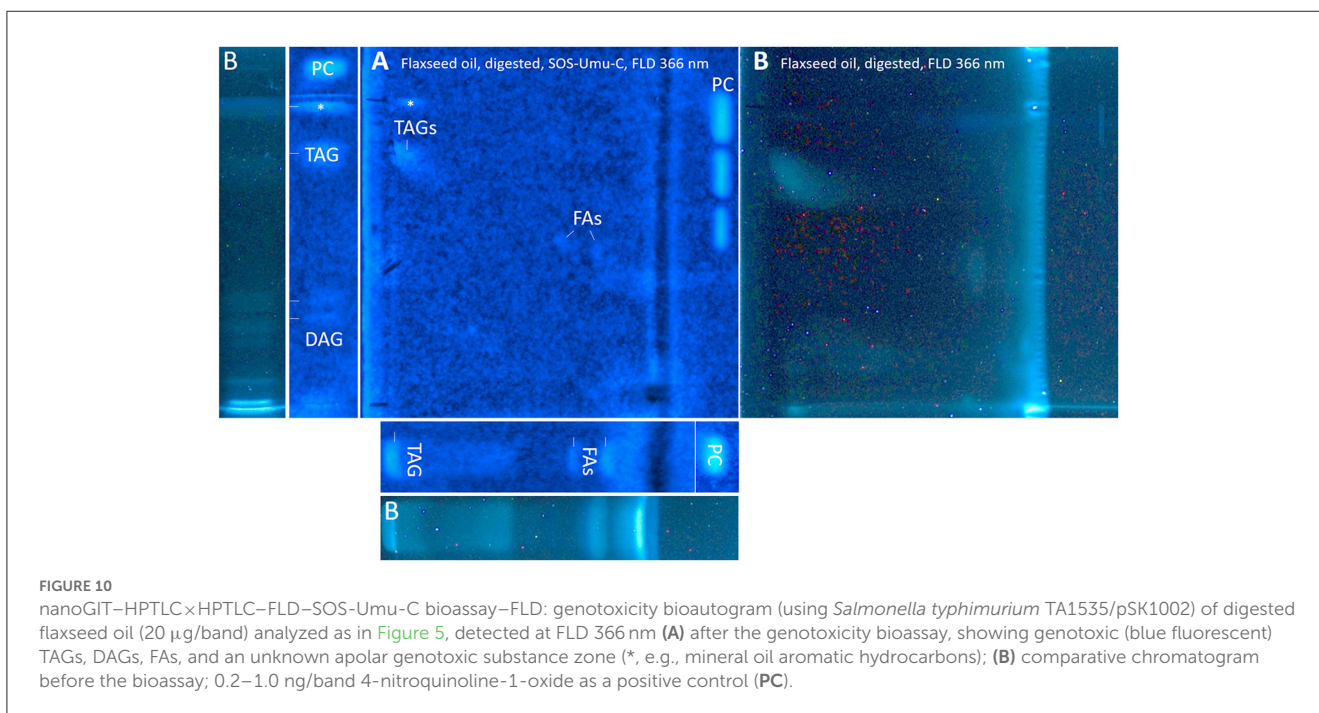 B
PC
*
TAG
DAG
A Flaxseed oil, digested, SOS-Umu-C, FLD 366 nm
PC
*
TAGs
FAs
B Flaxseed oil, digested, FLD 366 nm
TAG
FAs
PC
B
FIGURE 10
nanoGIT–HPTLC×HPTLC–FLD–SOS-Umu-C bioassay–FLD: genotoxicity bioautogram (using Salmonella typhimurium TA1535/pSK1002) of digested
flaxseed oil (20 μg/band) analyzed as in Figure 5, detected at FLD 366 nm (A) after the genotoxicity bioassay, showing genotoxic (blue fluorescent)
TAGs, DAGs, FAs, and an unknown apolar genotoxic substance zone (*, e.g., mineral oil aromatic hydrocarbons); (B) comparative chromatogram
before the bioassay; 0.2–1.0 ng/band 4-nitroquinoline-1-oxide as a positive control (PC).